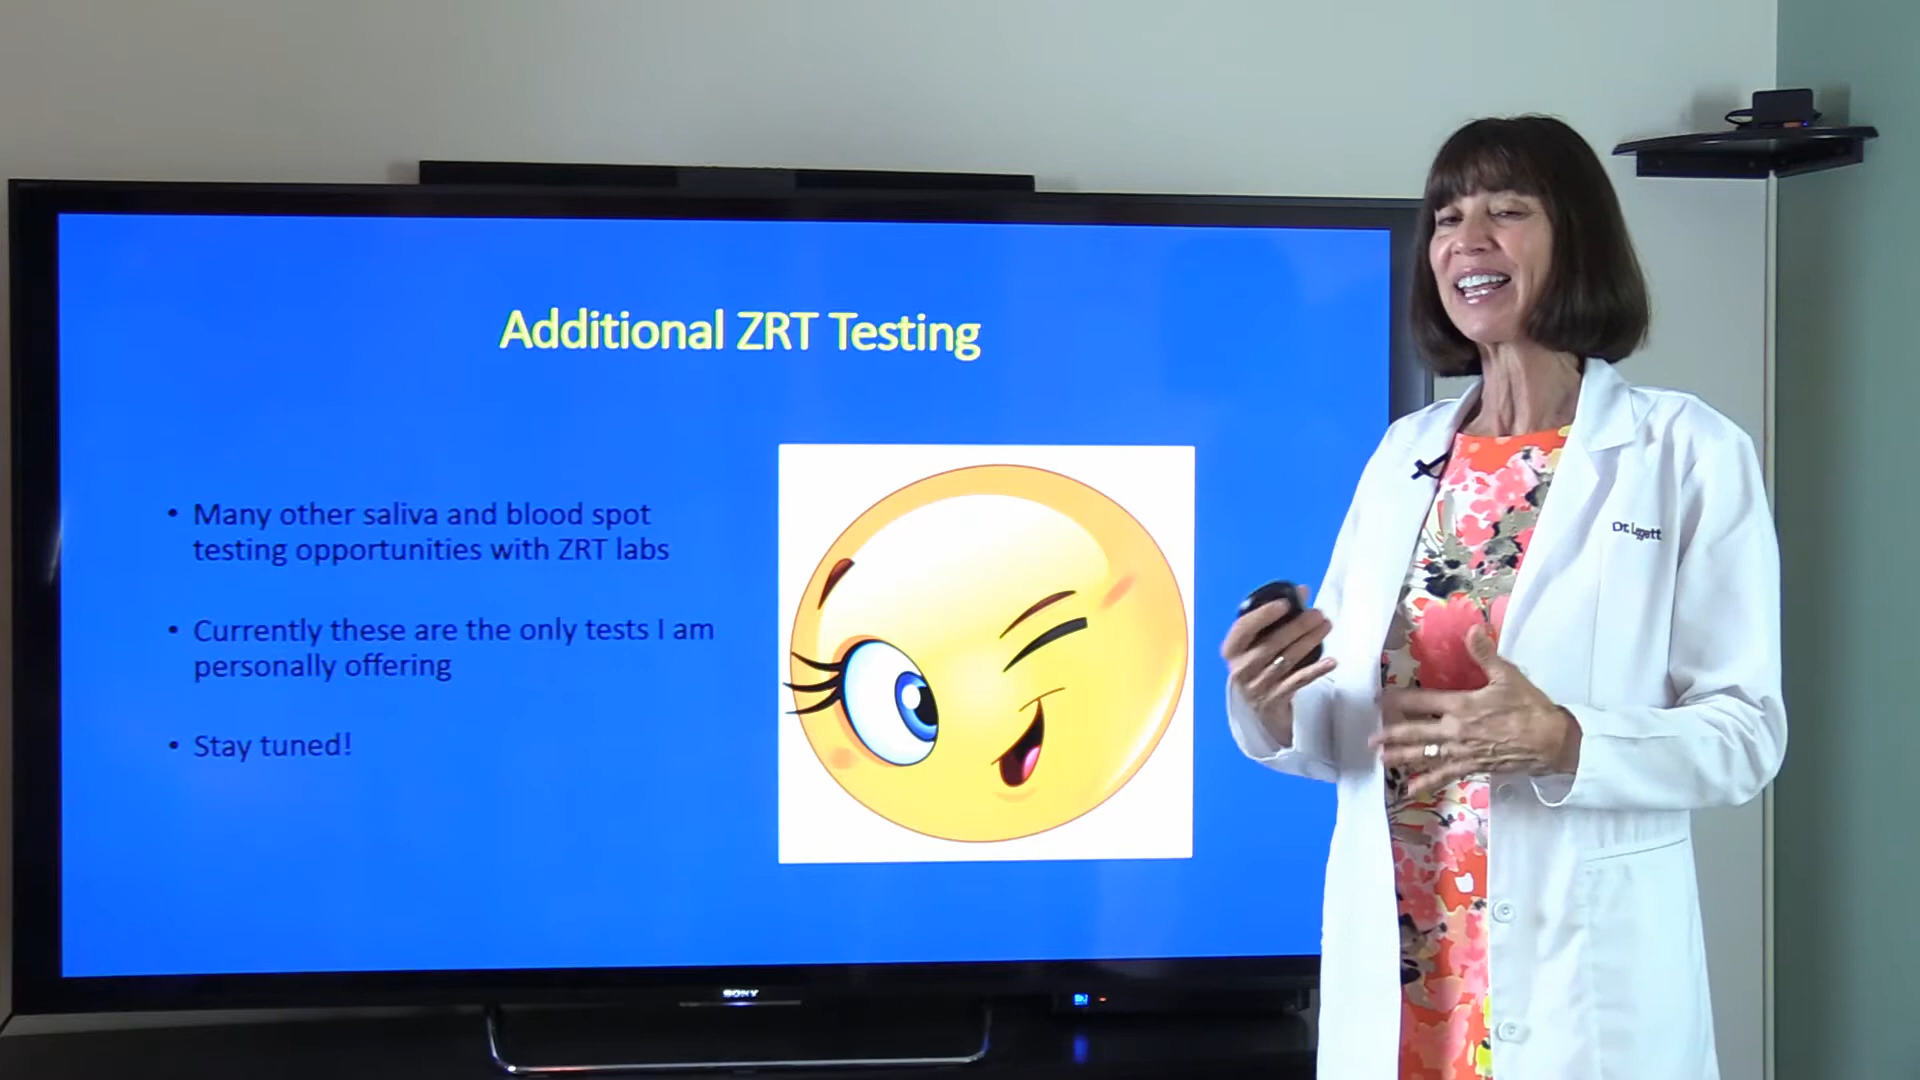 Additional ZRT Testing
• Many other saliva and blood spot
testing opportunities with ZRT labs
• Currently these are the only tests I am
personally offering
• Stay tuned!
SONY
Dr.